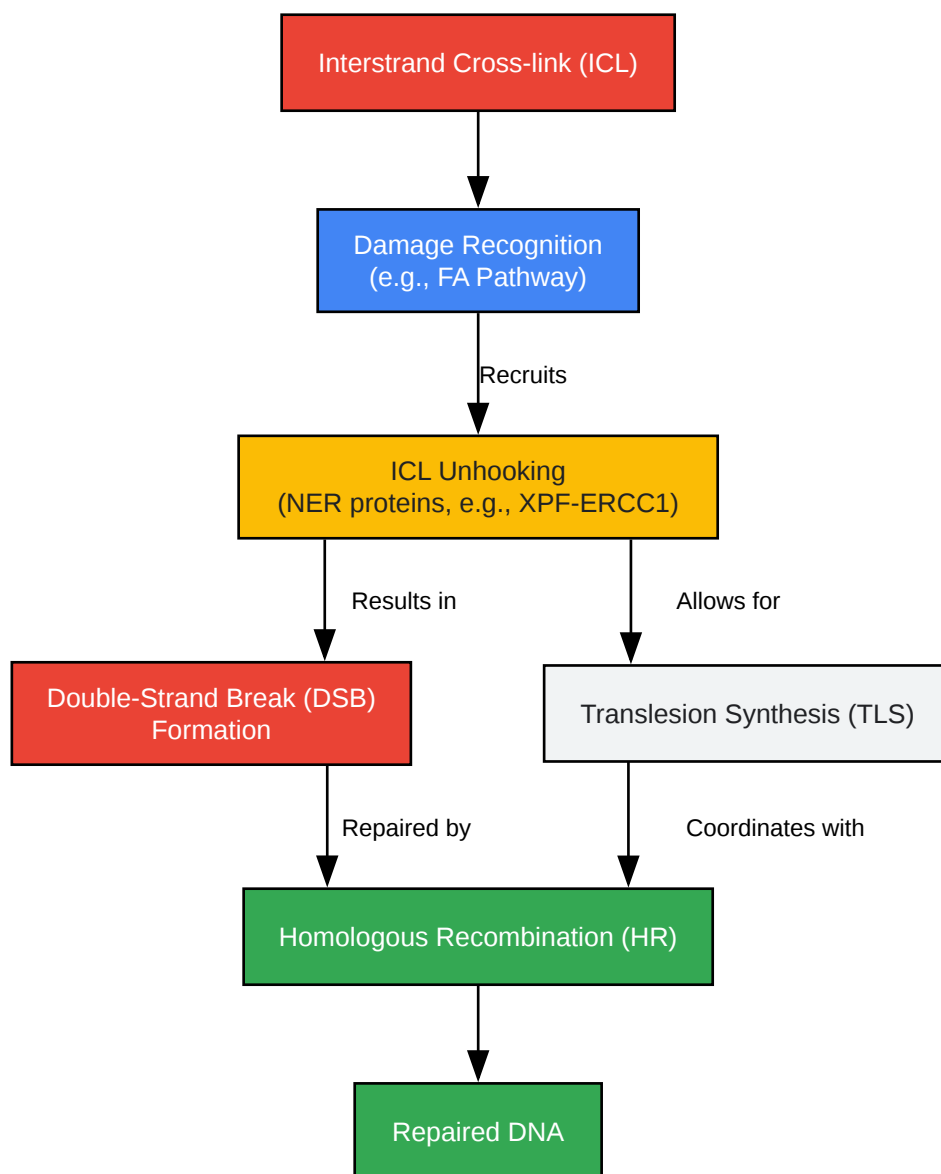 Interstrand Cross-link (ICL)
Damage Recognition
(e.g., FA Pathway)
Recruits
ICL Unhooking
(NER proteins, e.g., XPF-ERCC1)
Results in
Allows for
Double-Strand Break (DSB)
Formation
Translesion Synthesis (TLS)
Repaired by
Coordinates with
Homologous Recombination (HR)
Repaired DNA